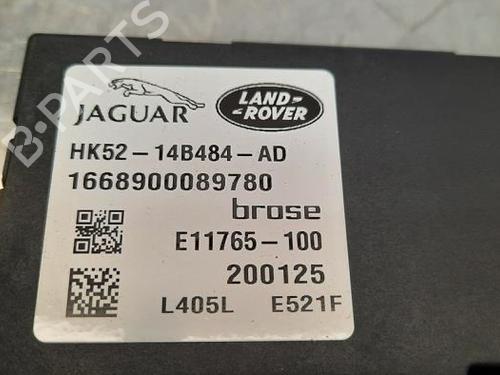 B-PARTS
JAGUAR
LAND-
-ROVER
HK52-14B484-AD
1668900089780
brose
E11765-100
200125
L405L E521F